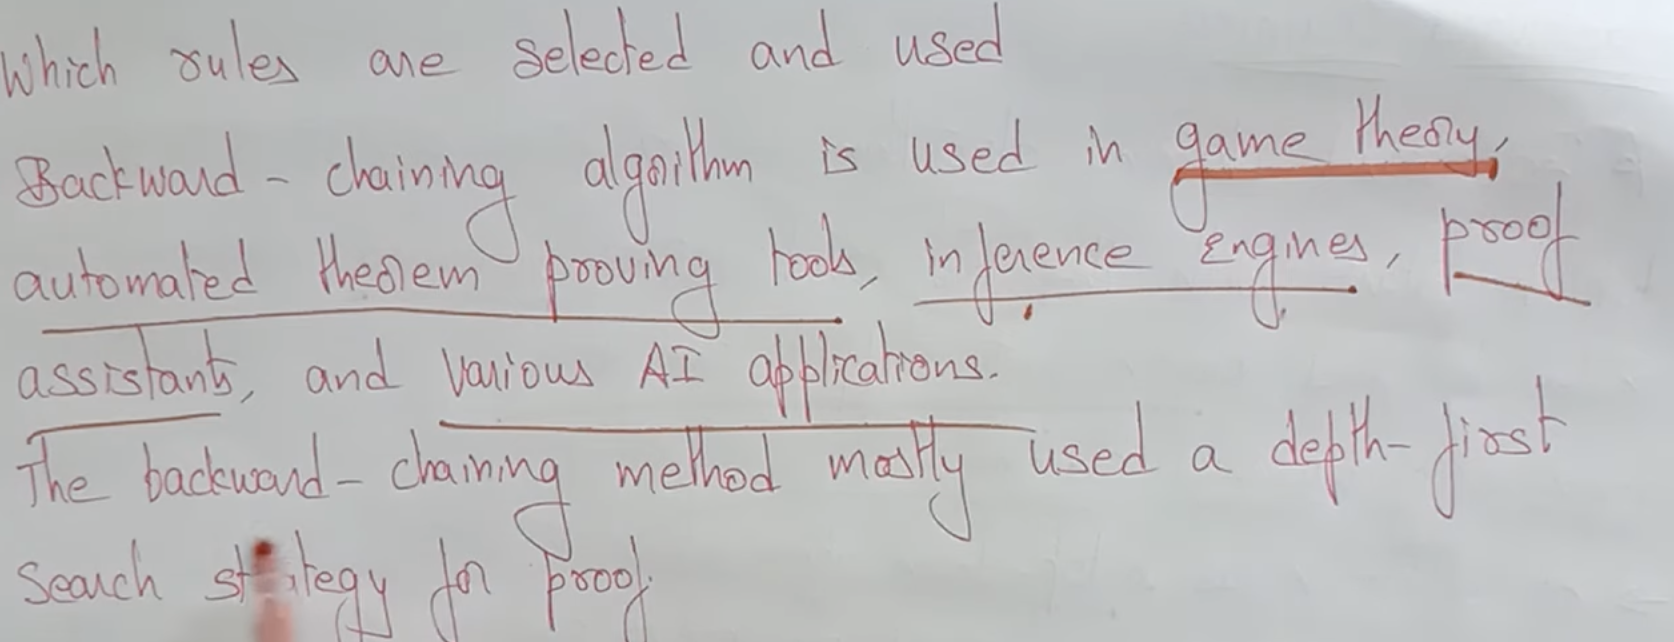 Which rules are selected and used
Backward - chaining algorithm is used in game theory,
automated theorem proving tools, inference engines, proof
assistants, and various AI applications.
The backward - chaining method mostly used a depth - first
Search strategy for proof.